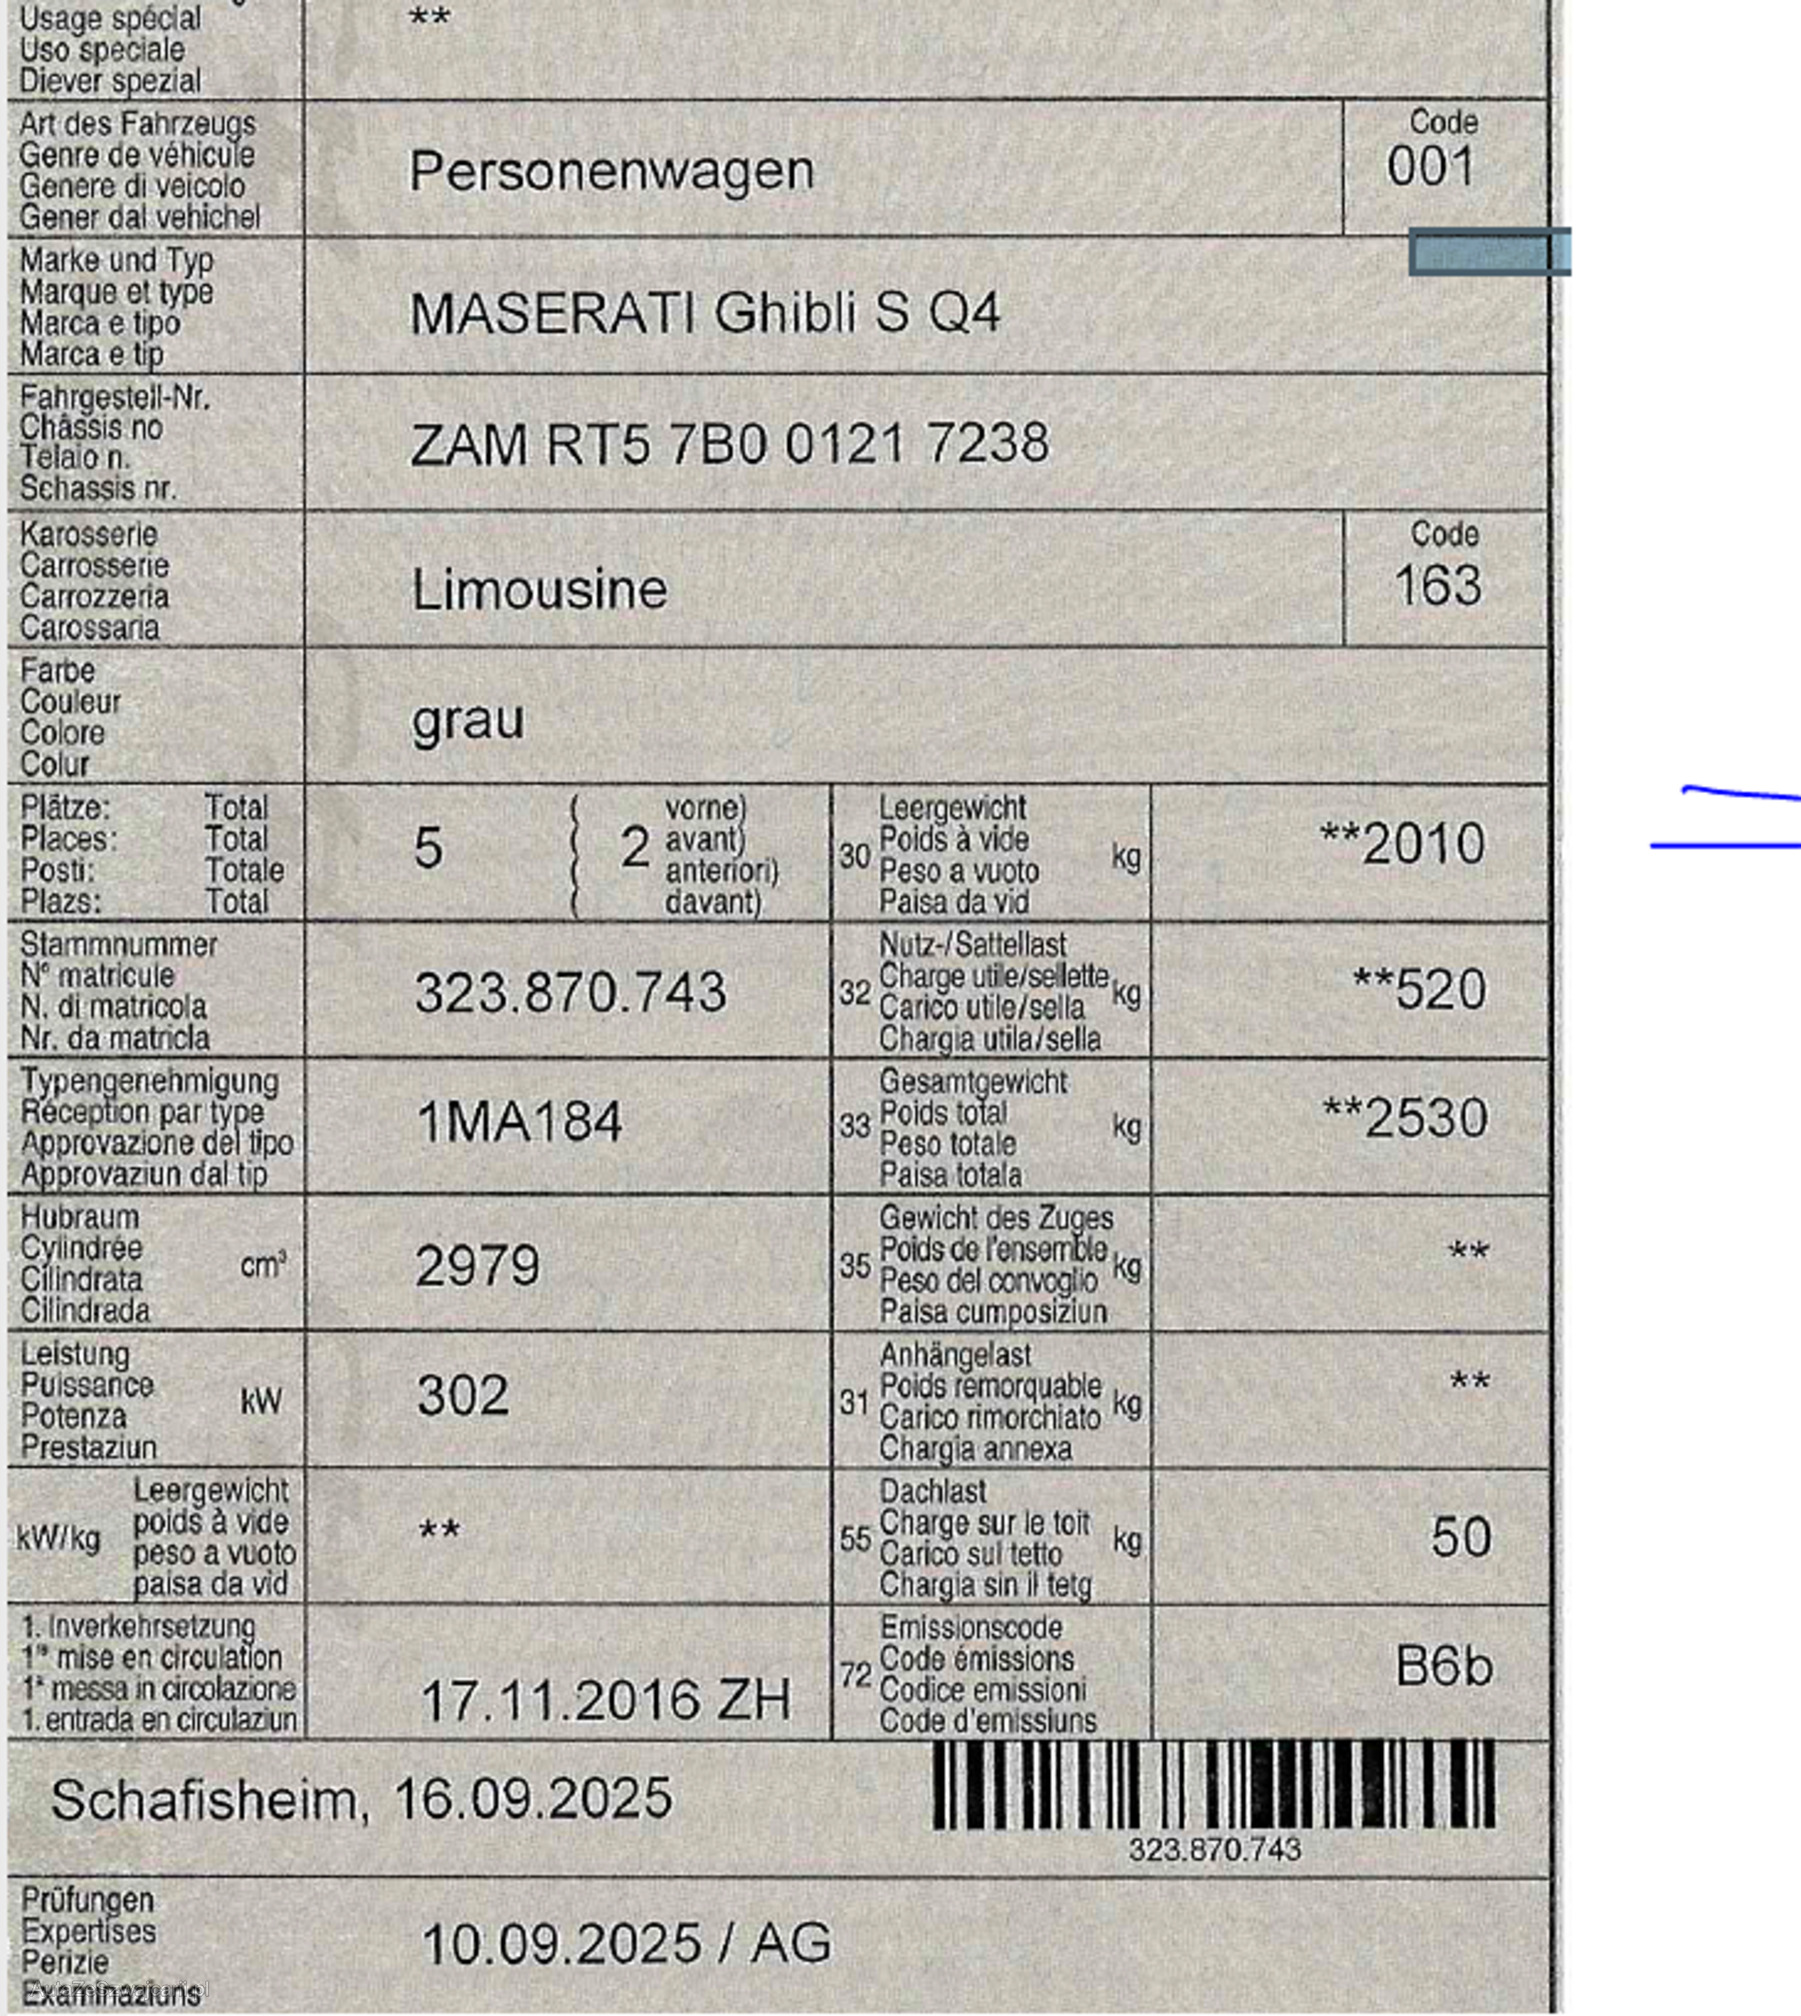 Usage spécial
Uso speciale
Diever spezial
**
Art des Fahrzeugs
Genre de véhicule
Genere di veicolo
Gener dal vehichel
Personenwagen
Code
001
Marke und Typ
Marque et type
Marca e tipo
Marca e tip
MASERATI Ghibli S Q4
Fahrgestell-Nr.
Châssis no
Telaio n.
Schassis nr.
ZAM RT5 7B0 0121 7238
Karosserie
Carrosserie
Carrozzeria
Carossaria
Limousine
Code
163
Farbe
Couleur
Colore
Colur
grau
Plätze: Total
Places: Total
Posti: Totale
Plazs: Total
5
2
vorne)
avant)
anteriori)
davant)
30
Leergewicht
Poids à vide
Peso a vuoto
Paisa da vid
kg
**2010
Stammnummer
N° matricule
N. di matricola
Nr. da matricla
323.870.743
32
Nutz-/Sattellast
Charge utile/sellette
Carico utile/sella
Chargia utila/sella
kg
**520
Typengenehmigung
Réception par type
Approvazione del tipo
Approvaziun dal tip
1MA184
33
Gesamtgewicht
Poids total
Peso totale
Paisa totala
kg
**2530
Hubraum
Cylindrée
Cilindrata
Cilindrada
cm³
2979
35
Gewicht des Zuges
Poids de l'ensemble
Peso del convoglio
Paisa cumposiziun
kg
**
Leistung
Puissance
Potenza
Prestaziun
kW
302
31
Anhängelast
Poids remorquable
Carico rimorchiato
Chargia annexa
kg
**
kW/kg
Leergewicht
poids à vide
peso a vuoto
paisa da vid
**
55
Dachlast
Charge sur le toit
Carico sul tetto
Chargia sin il tetg
kg
50
1. Inverkehrsetzung
1re mise en circulation
1a messa in circolazione
1. entrada en circulaziun
17.11.2016 ZH
72
Emissionscode
Code émissions
Codice emissioni
Code d'emissiuns
B6b
Schafisheim, 16.09.2025
323.870.743
Prüfungen
Expertises
Perizie
Examinaziuns
10.09.2025 / AG
AutaZeSzwajcarii.pl